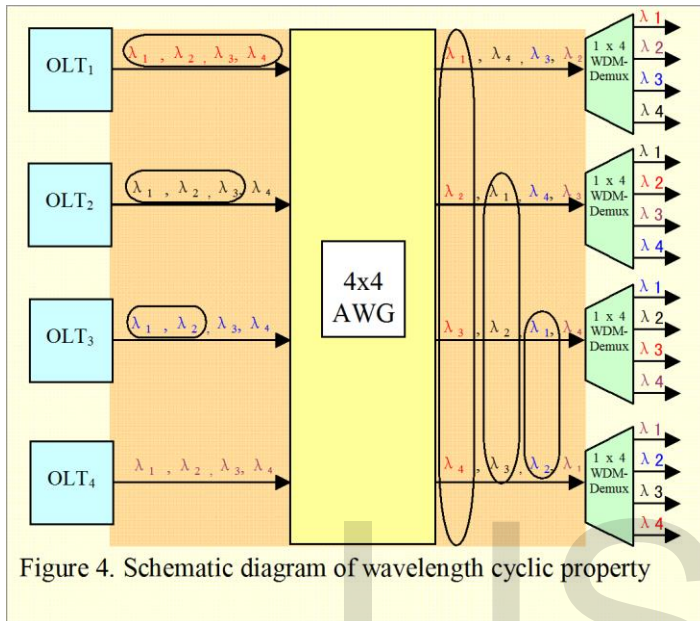 OLT1 λ1 , λ2 , λ3, λ4 λ1 , λ4 , λ3, λ2
1 x 4
WDM-
Demux
λ1
λ2
λ3
λ4
OLT2 λ1 , λ2 , λ3, λ4 λ2 , λ1 , λ4, λ3
1 x 4
WDM-
Demux
λ1
λ2
λ3
λ4
4x4
AWG
OLT3 λ1 , λ2 , λ3, λ4 λ3 , λ2 , λ1, λ4
1 x 4
WDM-
Demux
λ1
λ2
λ3
λ4
OLT4 λ1 , λ2 , λ3, λ4 λ4 , λ3 , λ2, λ1
1 x 4
WDM-
Demux
λ1
λ2
λ3
λ4
Figure 4. Schematic diagram of wavelength cyclic property